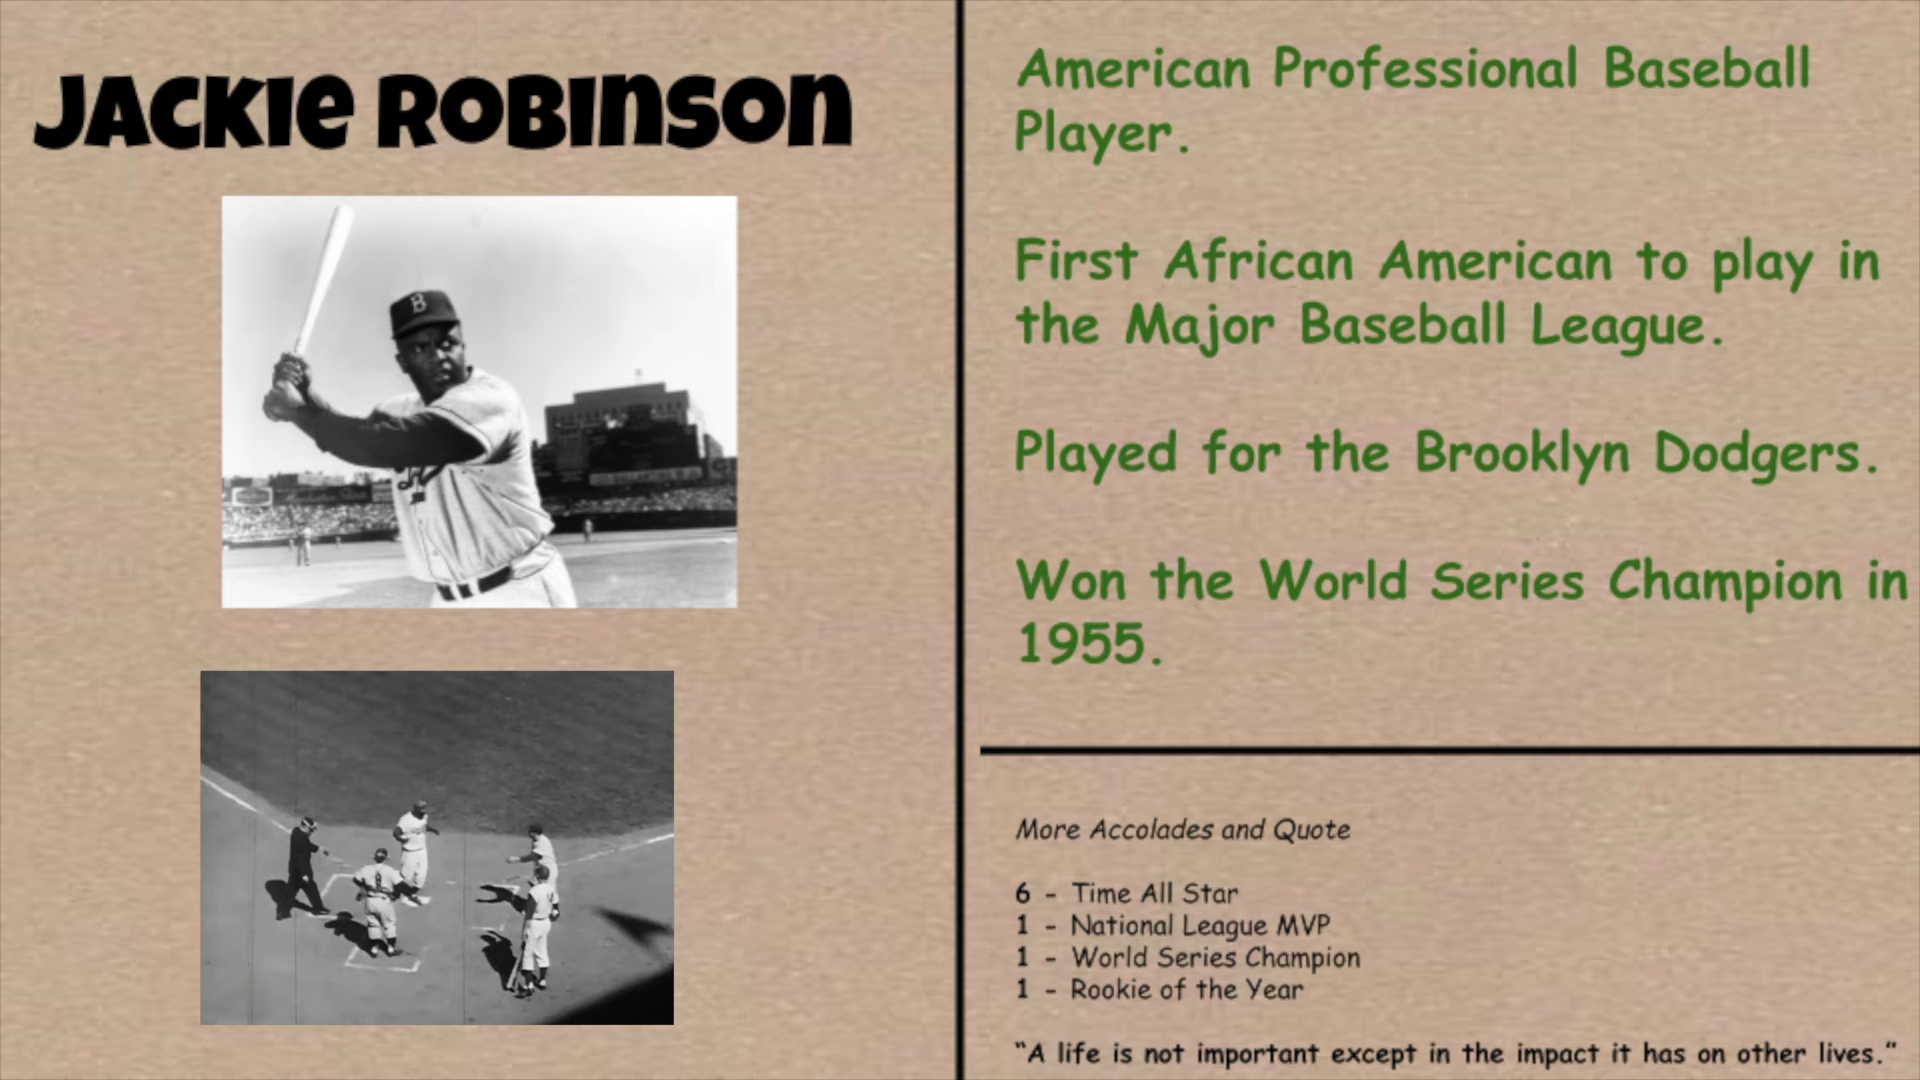 Jackie Robinson
American Professional Baseball
Player.
First African American to play in
the Major Baseball League.
Played for the Brooklyn Dodgers.
Won the World Series Champion in
1955.
More Accolades and Quote
6 - Time All Star
1 - National League MVP
1 - World Series Champion
1 - Rookie of the Year
“A life is not important except in the impact it has on other lives.”
B